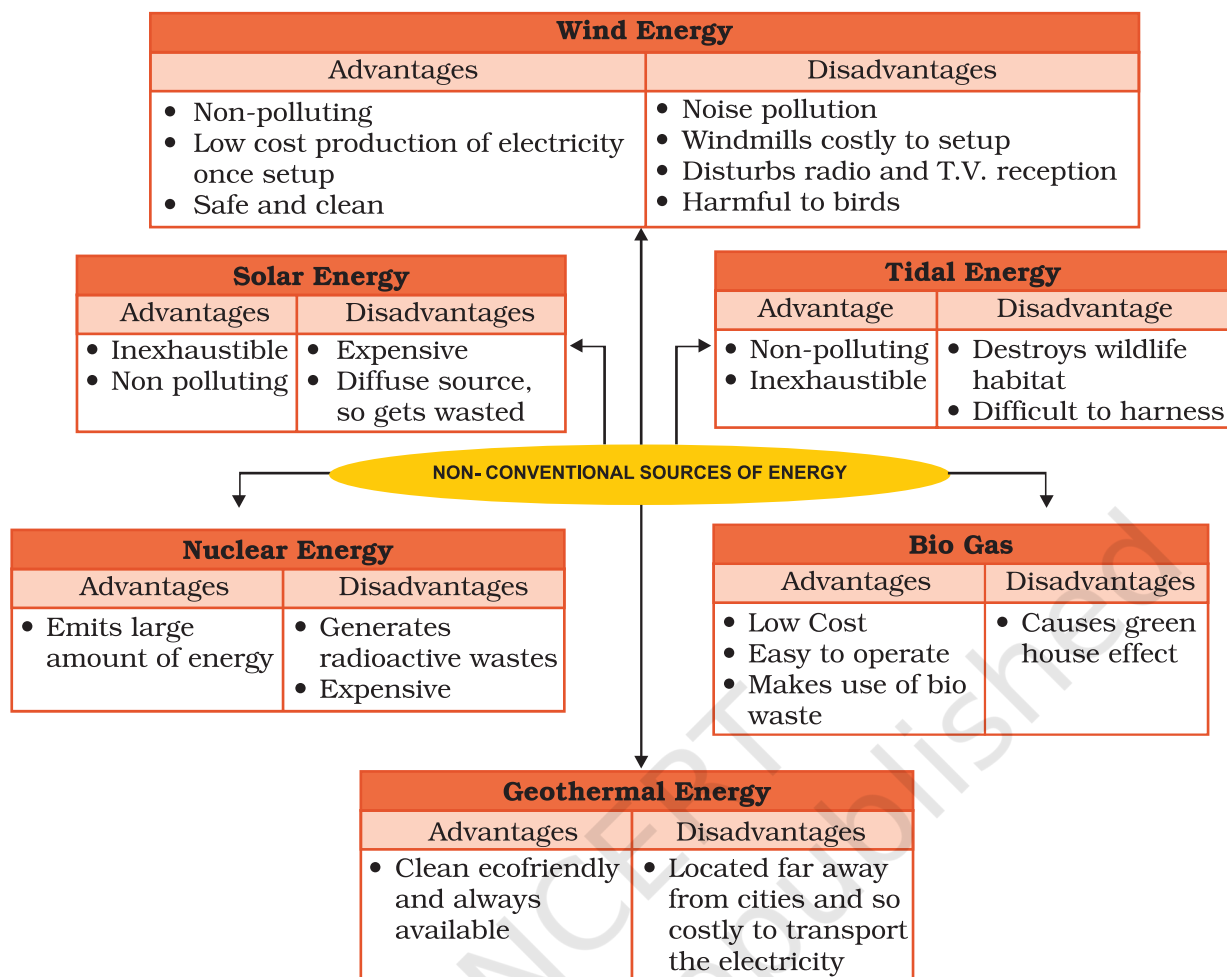 Wind Energy
Advantages
Disadvantages
• Non-polluting
• Low cost production of electricity
once setup
• Safe and clean
• Noise pollution
• Windmills costly to setup
• Disturbs radio and T.V. reception
• Harmful to birds
Solar Energy
Advantages
Disadvantages
• Inexhaustible
• Non polluting
• Expensive
• Diffuse source,
so gets wasted
Tidal Energy
Advantage
Disadvantage
• Non-polluting
• Inexhaustible
• Destroys wildlife
habitat
• Difficult to harness
NON- CONVENTIONAL SOURCES OF ENERGY
Nuclear Energy
Advantages
Disadvantages
• Emits large
amount of energy
• Generates
radioactive wastes
• Expensive
Bio Gas
Advantages
Disadvantages
• Low Cost
• Easy to operate
• Makes use of bio
waste
• Causes green
house effect
Geothermal Energy
Advantages
Disadvantages
• Clean ecofriendly
and always
available
• Located far away
from cities and so
costly to transport
the electricity
NCERT
published